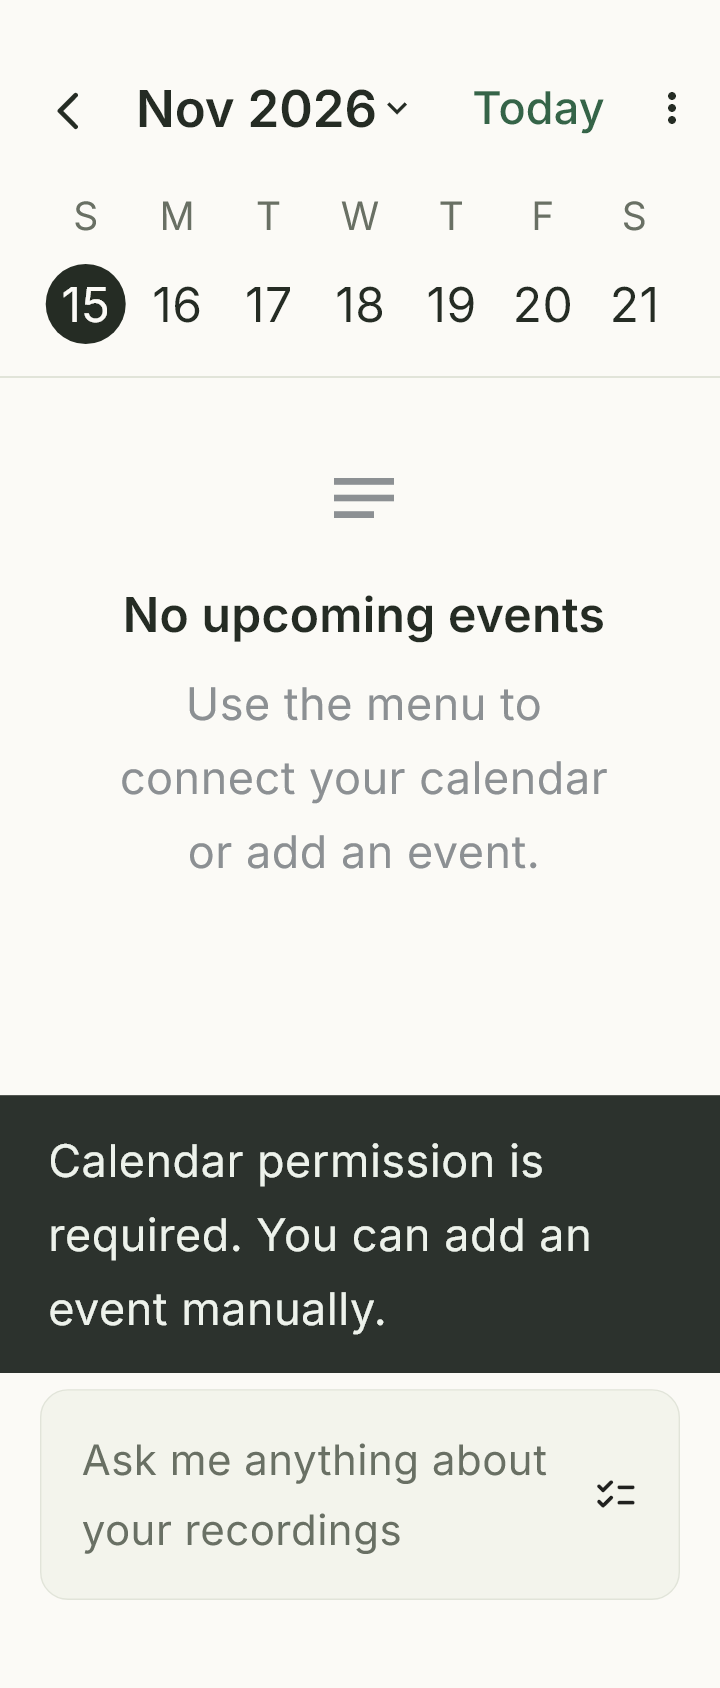 Nov 2026 Today
S M T W T F S
15 16 17 18 19 20 21
No upcoming events
Use the menu to
connect your calendar
or add an event.
Calendar permission is
required. You can add an
event manually.
Ask me anything about
your recordings